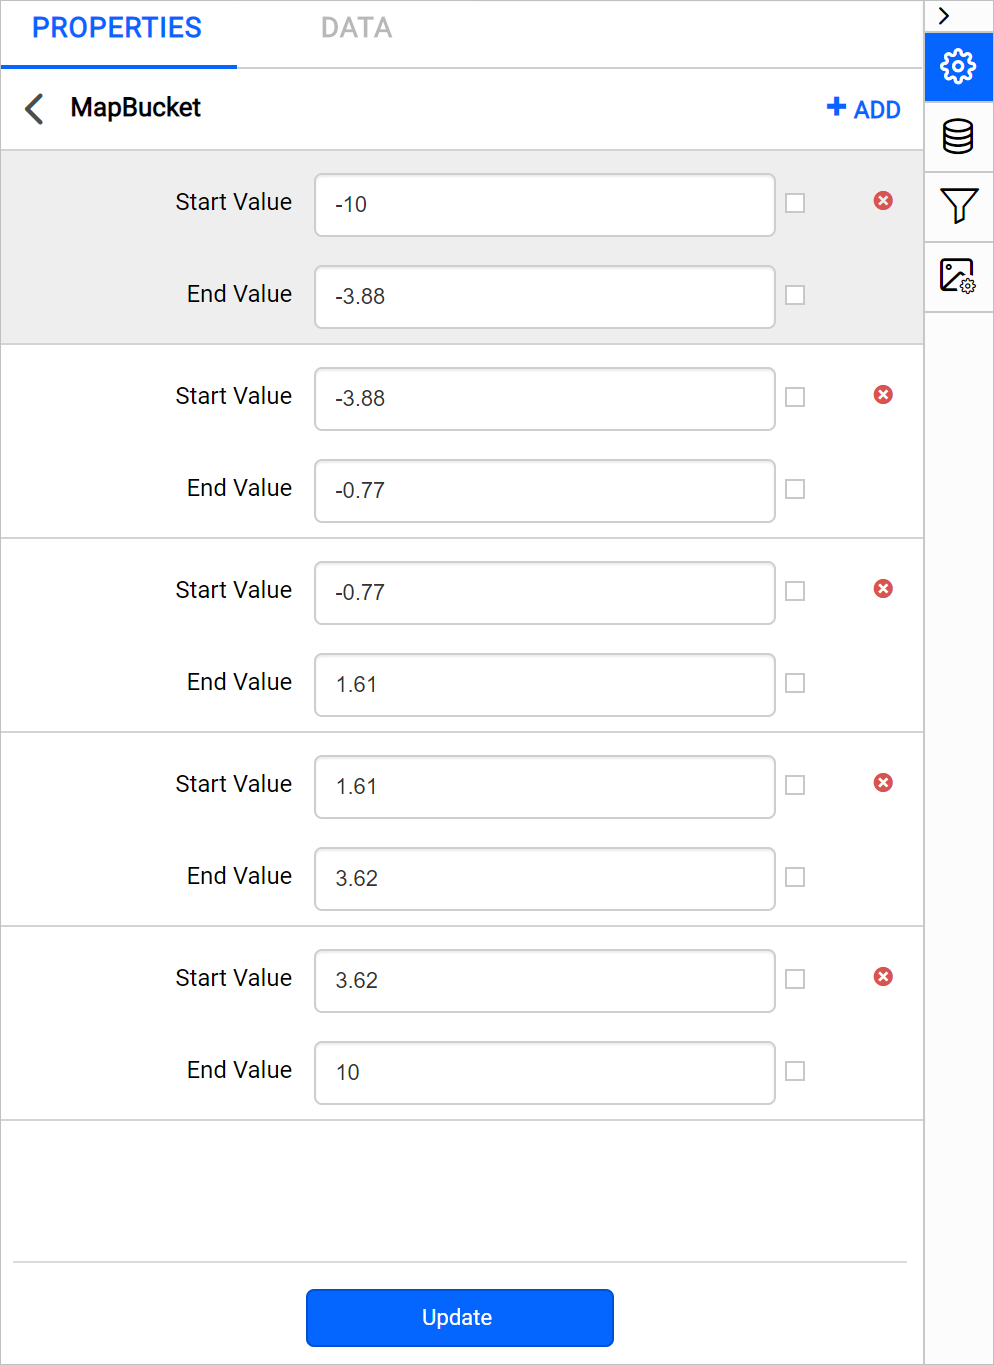 PROPERTIES DATA
MapBucket + ADD
Start Value -10
End Value -3.88
Start Value -3.88
End Value -0.77
Start Value -0.77
End Value 1.61
Start Value 1.61
End Value 3.62
Start Value 3.62
End Value 10
Update